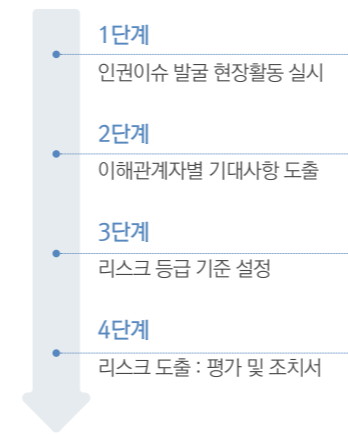 1단계
인권이슈 발굴 현장활동 실시
2단계
이해관계자별 기대사항 도출
3단계
리스크 등급 기준 설정
4단계
리스크 도출 : 평가 및 조치서